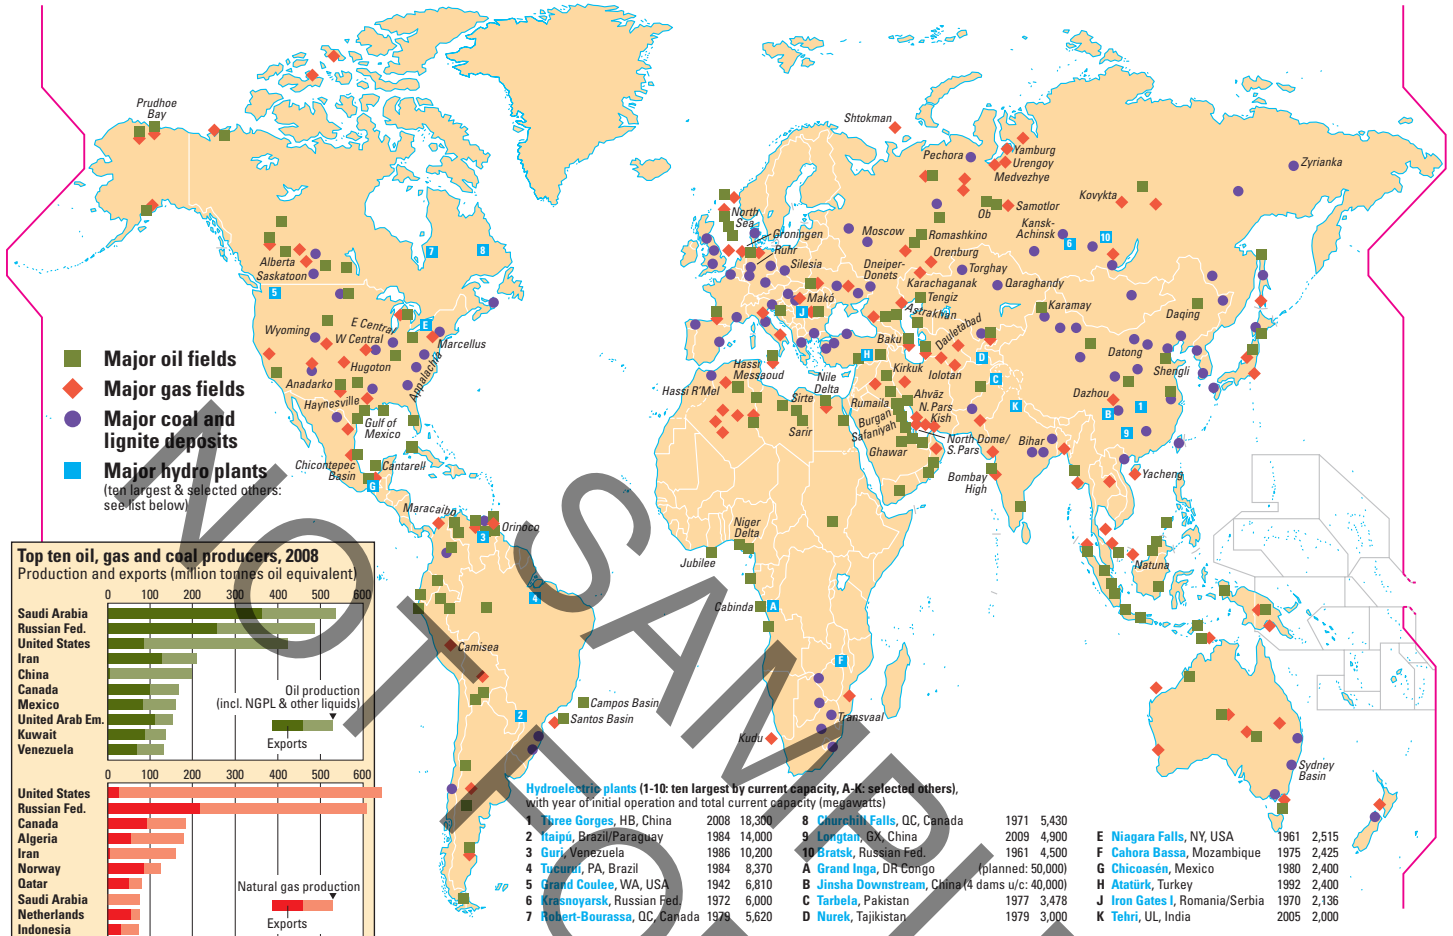 Prudhoe
Bay
Shtokman
Pechora
Yamburg
Urengoy
Medvezhye
Zyrianka
Kovykta
Ob
Samotlor
North
Sea
Groningen
Ruhr
Silesia
Moscow
Romashkino
Kansk-
Achinsk
6
10
7
8
Alberta
Saskatoon
5
Dneiper-
Donets
Orenburg
Karachaganak
Torghay
Qaraghandy
Makó
J
Tengiz
Astrakhan
Karamay
Daqing
Wyoming
E Central
W Central
E
Marcellus
Hugoton
Anadarko
Appalachia
Haynesville
Gulf of
Mexico
Chicontepec
Basin
Cantarell
G
Baku
Dauletabad
Iolotan
D
C
K
H
Hassi
Messaoud
Hassi R'Mel
Nile
Delta
Sirte
Sarir
Kirkuk
Rumaila
Ahväz
N.Pars
Kish
Burgan
Safaniyah
Ghawar
North Dome/
S.Pars
Bombay
High
Bihar
Datong
Shengli
Dazhou
B
1
9
Yacheng
Natuna
Maracaibo
Orinoco
3
4
Camisea
2
Campos Basin
Santos Basin
Niger
Delta
Jubilee
Cabinda
A
F
Transvaal
Kudu
Sydney
Basin
Major oil fields
Major gas fields
Major coal and
lignite deposits
Major hydro plants
(ten largest & selected others:
see list below)
Top ten oil, gas and coal producers, 2008
Production and exports (million tonnes oil equivalent)
0 100 200 300 400 500 600
Saudi Arabia
Russian Fed.
United States
Iran
China
Canada
Mexico
United Arab Em.
Kuwait
Venezuela
Oil production
(incl. NGPL & other liquids)
Exports
0 100 200 300 400 500 600
United States
Russian Fed.
Canada
Algeria
Iran
Norway
Qatar
Saudi Arabia
Netherlands
Indonesia
Natural gas production
Exports
Hydroelectric plants (1-10: ten largest by current capacity, A-K: selected others),
with year of initial operation and total current capacity (megawatts)
1 Three Gorges, HB, China 2008 18,300
2 Itaipú, Brazil/Paraguay 1984 14,000
3 Guri, Venezuela 1986 10,200
4 Tucuruí, PA, Brazil 1984 8,370
5 Grand Coulee, WA, USA 1942 6,810
6 Krasnoyarsk, Russian Fed. 1972 6,000
7 Robert-Bourassa, QC, Canada 1979 5,620
8 Churchill Falls, QC, Canada 1971 5,430
9 Longtan, GX, China 2009 4,900
10 Bratsk, Russian Fed. 1961 4,500
A Grand Inga, DR Congo (planned: 50,000)
B Jinsha Downstream, China (4 dams u/c: 40,000)
C Tarbela, Pakistan 1977 3,478
D Nurek, Tajikistan 1979 3,000
E Niagara Falls, NY, USA 1961 2,515
F Cahora Bassa, Mozambique 1975 2,425
G Chicoasén, Mexico 1980 2,400
H Atatürk, Turkey 1992 2,400
J Iron Gates I, Romania/Serbia 1970 2,136
K Tehri, UL, India 2005 2,000
SAMPL
NOT TO